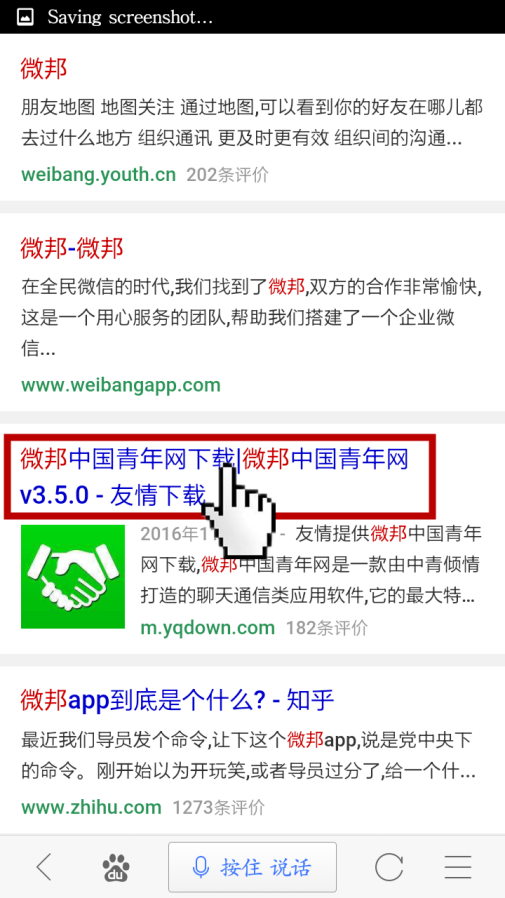 Saving screenshot...
微邦
朋友地图 地图关注 通过地图,可以看到你的好友在哪儿都
去过什么地方 组织通讯 更及时更有效 组织间的沟通...
weibang.youth.cn 202条评价
微邦-微邦
在全民微信的时代,我们找到了微邦,双方的合作非常愉快,
这是一个用心服务的团队,帮助我们搭建了一个企业微
信...
www.weibangapp.com
微邦中国青年网下载|微邦中国青年网
v3.5.0 - 友情下载
2016年1 - 友情提供微邦中国青年
网下载,微邦中国青年网是一款由中青倾情
打造的聊天通信类应用软件,它的最大特...
m.yqdown.com 182条评价
微邦app到底是个什么? - 知乎
最近我们导员发个命令,让下这个微邦app,说是党中央下
的命令。刚开始以为开玩笑,或者导员过分了,给一个什...
www.zhihu.com 1273条评价
du 按住 说话